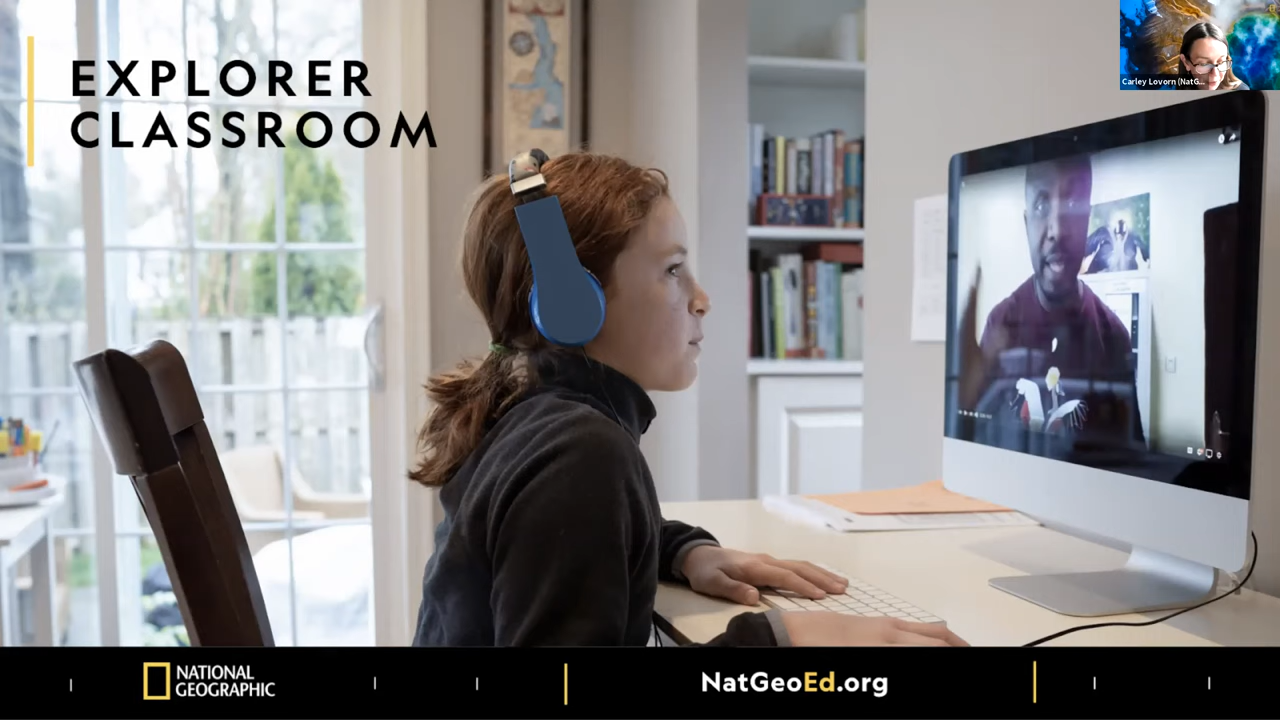 EXPLORER
CLASSROOM
Carley Lovorn (NatG...
NATIONAL
GEOGRAPHIC
NatGeoEd.org